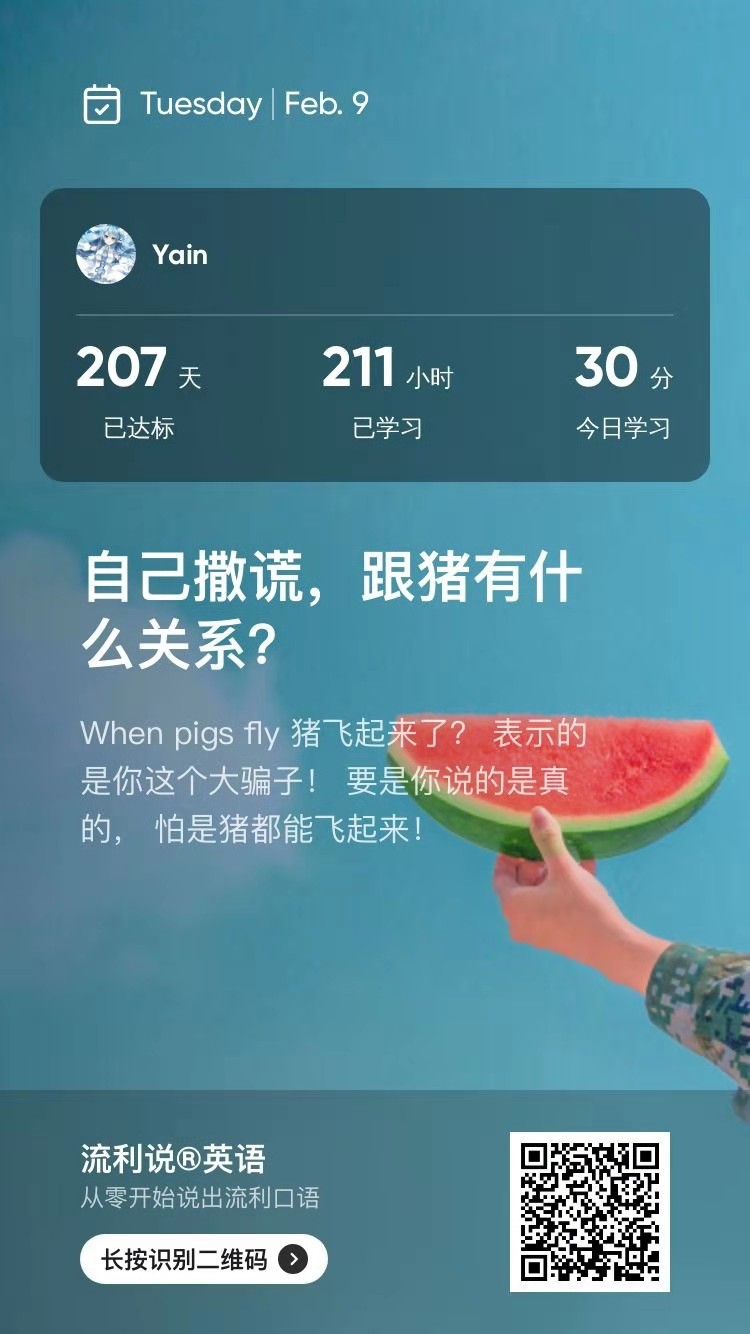 Tuesday | Feb. 9
Yain
207 天 211 小时 30 分
已达标 已学习 今日学习
自己撒谎，跟猪有什
么关系？
When pigs fly 猪飞起来了？ 表示的
是你这个大骗子！ 要是你说的是真
的， 怕是猪都能飞起来！
流利说®英语
从零开始说出流利口语
长按识别二维码